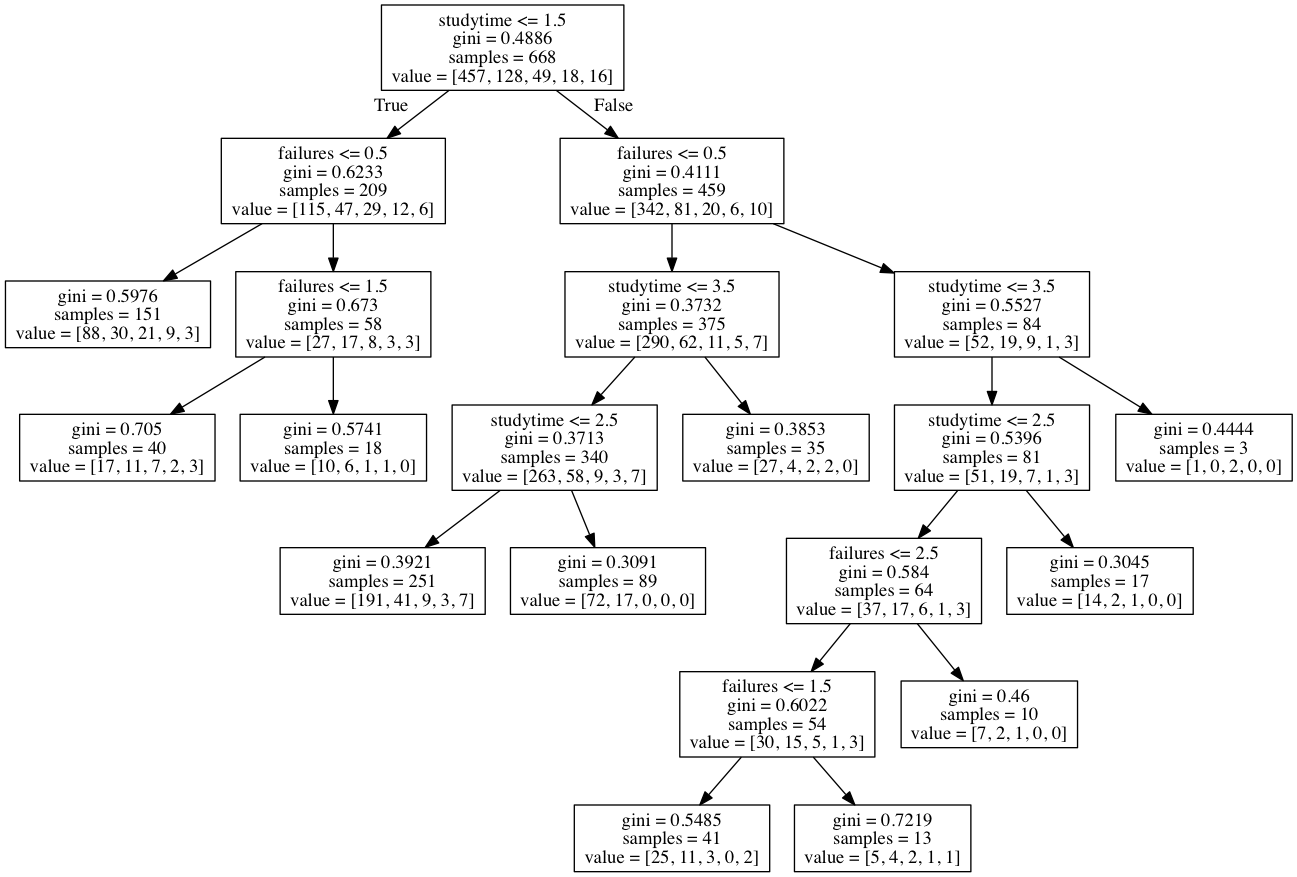 studytime <= 1.5
gini = 0.4886
samples = 668
value = [457, 128, 49, 18, 16]
True
False
failures <= 0.5
gini = 0.6233
samples = 209
value = [115, 47, 29, 12, 6]
failures <= 0.5
gini = 0.4111
samples = 459
value = [342, 81, 20, 6, 10]
gini = 0.5976
samples = 151
value = [88, 30, 21, 9, 3]
failures <= 1.5
gini = 0.673
samples = 58
value = [27, 17, 8, 3, 3]
studytime <= 3.5
gini = 0.3732
samples = 375
value = [290, 62, 11, 5, 7]
studytime <= 3.5
gini = 0.5527
samples = 84
value = [52, 19, 9, 1, 3]
gini = 0.705
samples = 40
value = [17, 11, 7, 2, 3]
gini = 0.5741
samples = 18
value = [10, 6, 1, 1, 0]
studytime <= 2.5
gini = 0.3713
samples = 340
value = [263, 58, 9, 3, 7]
gini = 0.3853
samples = 35
value = [27, 4, 2, 2, 0]
studytime <= 2.5
gini = 0.5396
samples = 81
value = [51, 19, 7, 1, 3]
gini = 0.4444
samples = 3
value = [1, 0, 2, 0, 0]
gini = 0.3921
samples = 251
value = [191, 41, 9, 3, 7]
gini = 0.3091
samples = 89
value = [72, 17, 0, 0, 0]
failures <= 2.5
gini = 0.584
samples = 64
value = [37, 17, 6, 1, 3]
gini = 0.3045
samples = 17
value = [14, 2, 1, 0, 0]
failures <= 1.5
gini = 0.6022
samples = 54
value = [30, 15, 5, 1, 3]
gini = 0.46
samples = 10
value = [7, 2, 1, 0, 0]
gini = 0.5485
samples = 41
value = [25, 11, 3, 0, 2]
gini = 0.7219
samples = 13
value = [5, 4, 2, 1, 1]